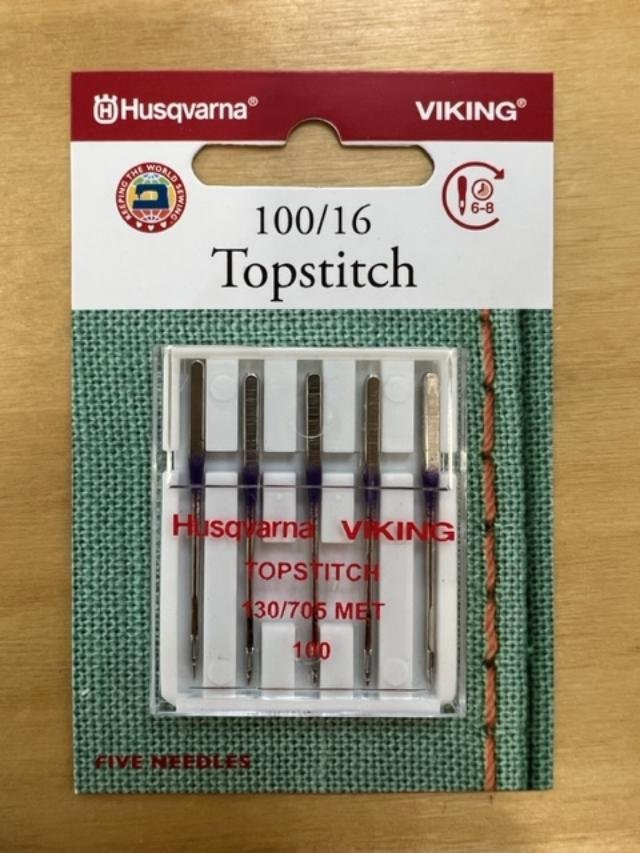 Husqvarna® VIKING®
KEEPING THE WORLD SEWING™
6-8
100/16
Topstitch
Husqvarna VIKING
TOPSTITCH
130/705 MET
100
FIVE NEEDLES